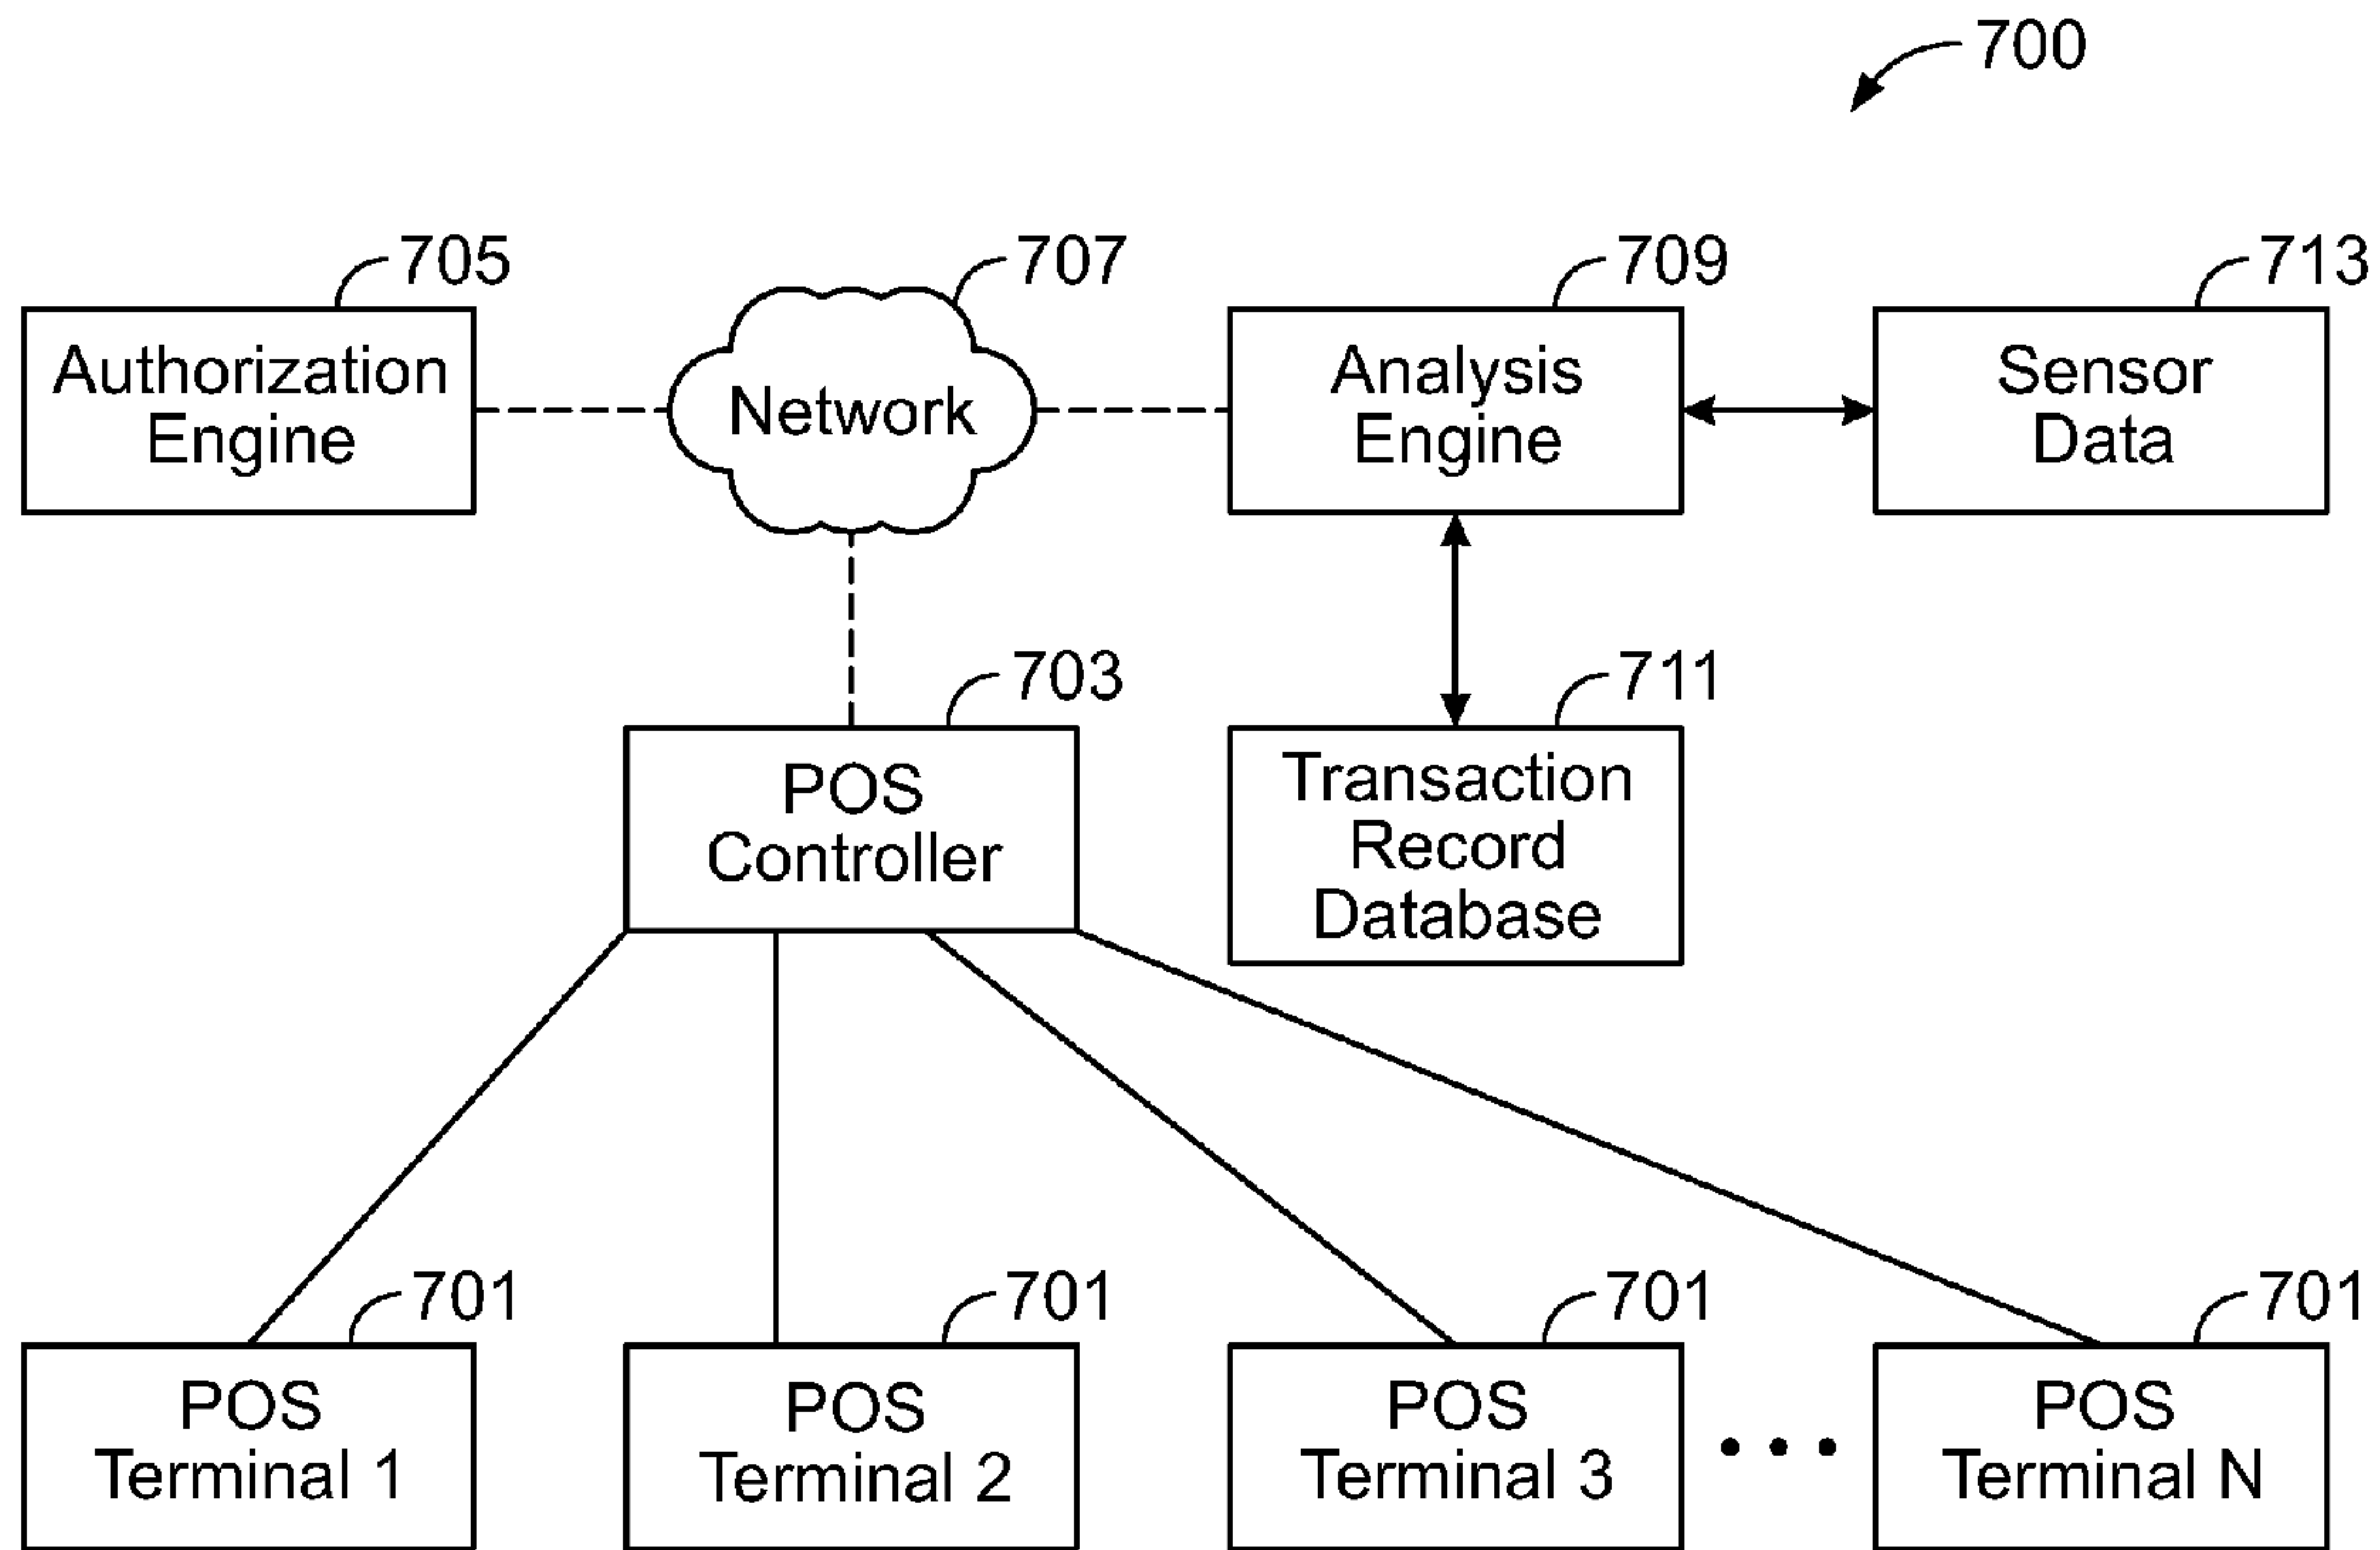 700
705
707
709
713
Authorization
Engine
Network
Analysis
Engine
Sensor
Data
703
711
POS
Controller
Transaction
Record
Database
701
701
701
701
POS
Terminal 1
POS
Terminal 2
POS
Terminal 3
• • •
POS
Terminal N